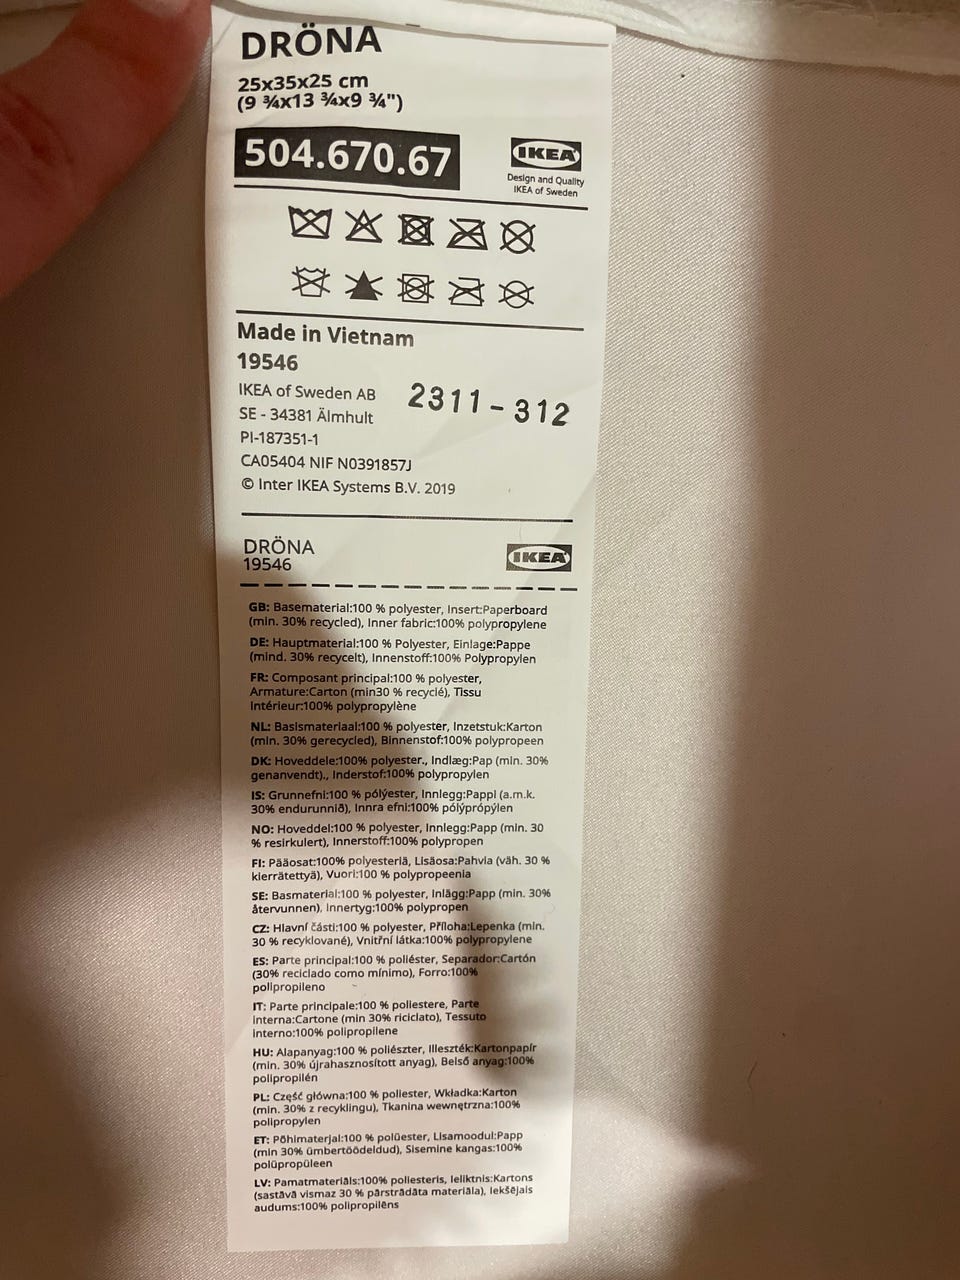 DRÖNA
25x35x25 cm
(9 ¾x13 ¾x9 ¾")
504.670.67
IKEA
Design and Quality
IKEA of Sweden
Made in Vietnam
19546
IKEA of Sweden AB
SE - 34381 Älmhult
2311-312
PI-187351-1
CA05404 NIF N0391857J
© Inter IKEA Systems B.V. 2019
DRÖNA
19546
IKEA
GB: Basematerial:100 % polyester, Insert:Paperboard
(min. 30% recycled), Inner fabric:100% polypropylene
DE: Hauptmaterial:100 % Polyester, Einlage:Pappe
(mind. 30% recycelt), Innenstoff:100% Polypropylen
FR: Composant principal:100 % polyester,
Armature:Carton (min30 % recyclé), Tissu
Intérieur:100% polypropylène
NL: Basismateriaal:100 % polyester, Inzetstuk:Karton
(min. 30% gerecycled), Binnenstof:100% polypropeen
DK: Hoveddele:100% polyester., Indlæg:Pap (min. 30%
genanvendt)., Inderstof:100% polypropylen
IS: Grunnefni:100 % pólýester, Innlegg:Pappi (a.m.k.
30% endurunnið), Innra efni:100% pólýprópýlen
NO: Hoveddel:100 % polyester, Innlegg:Papp (min. 30
% resirkulert), Innerstoff:100% polypropen
FI: Pääosat:100% polyesteriä, Lisäosa:Pahvia (väh. 30 %
kierrätettyä), Vuori:100 % polypropeenia
SE: Basmaterial:100 % polyester, Inlägg:Papp (min. 30%
återvunnen), Innertyg:100% polypropen
CZ: Hlavní části:100 % polyester, Příloha:Lepenka (min.
30 % recyklované), Vnitřní látka:100% polypropylene
ES: Parte principal:100 % poliéster, Separador:Cartón
(30% reciclado como mínimo), Forro:100%
polipropileno
IT: Parte principale:100 % poliestere, Parte
interna:Cartone (min 30% riciclato), Tessuto
interno:100% polipropilene
HU: Alapanyag:100 % poliészter, Illeszték:Kartonpapír
(min. 30% újrahasznosított anyag), Belső anyag:100%
polipropilén
PL: Część główna:100 % poliester, Wkładka:Karton
(min. 30% z recyklingu), Tkanina wewnętrzna:100%
polipropylen
ET: Põhimaterjal:100 % polüester, Lisamoodul:Papp
(min 30% ümbertöödeldud), Sisemine kangas:100%
polüpropüleen
LV: Pamatmateriāls:100% poliesteris, Ieliktnis:Kartons
(sastāvā vismaz 30 % pārstrādāta materiāla), Iekšējais
audums:100% polipropilēns